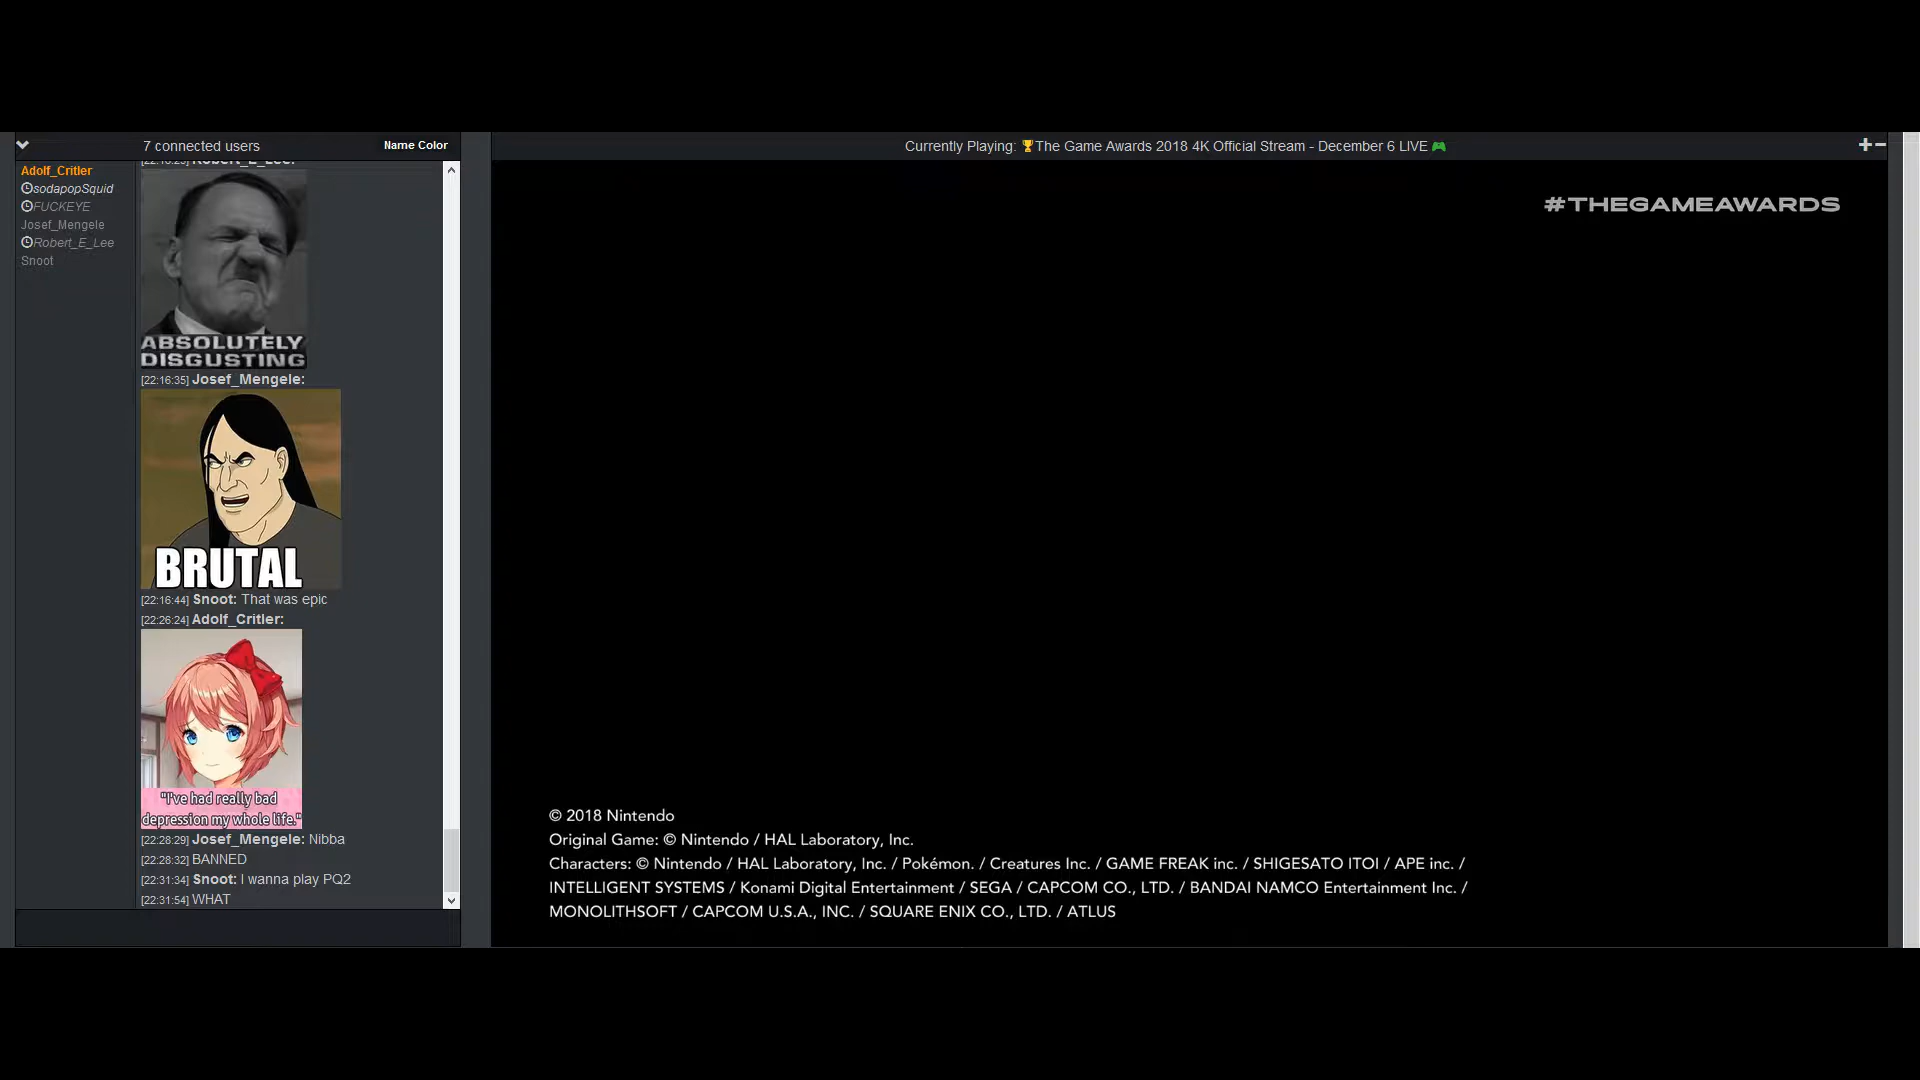 7 connected users
Name Color
Currently Playing: 🏆The Game Awards 2018 4K Official Stream - December 6 LIVE 🎮
Adolf_Critler
sodapopSquid
FUCKEYE
Josef_Mengele
Robert_E_Lee
Snoot
Robert_E_Lee:
ABSOLUTELY
DISGUSTING
[22:16:35] Josef_Mengele:
BRUTAL
[22:16:44] Snoot: That was epic
[22:26:24] Adolf_Critler:
"I've had really bad
depression my whole life."
[22:28:29] Josef_Mengele: Nibba
[22:28:32] BANNED
[22:31:34] Snoot: I wanna play PQ2
[22:31:54] WHAT
#THEGAMEAWARDS
© 2018 Nintendo
Original Game: © Nintendo / HAL Laboratory, Inc.
Characters: © Nintendo / HAL Laboratory, Inc. / Pokémon. / Creatures Inc. / GAME FREAK inc. / SHIGESATO ITOI / APE inc. /
INTELLIGENT SYSTEMS / Konami Digital Entertainment / SEGA / CAPCOM CO., LTD. / BANDAI NAMCO Entertainment Inc. /
MONOLITHSOFT / CAPCOM U.S.A., INC. / SQUARE ENIX CO., LTD. / ATLUS